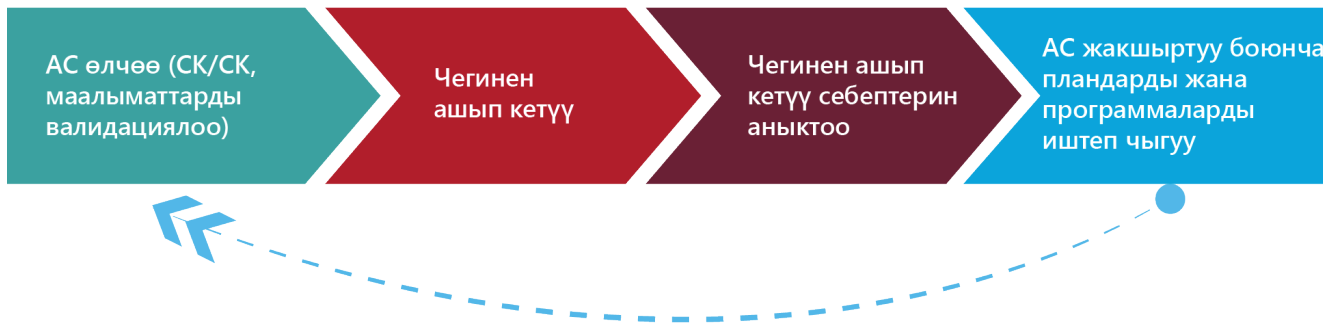 АС өлчөө (СК/СК,
маалыматтарды
валидациялоо)
Чегинен
ашып кетүү
Чегинен ашып
кетүү себептерин
аныктоо
АС жакшыртуу боюнча
пландарды жана
программаларды
иштеп чыгуу